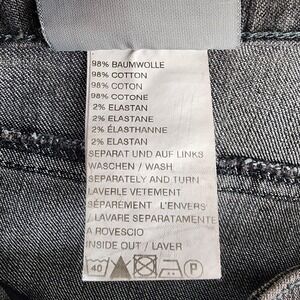 98% BAUMWOLLE
98% COTTON
98% COTON
98% COTONE
2% ELASTAN
2% ELASTANE
2% ÉLASTHANNE
2% ELASTAN
SEPARAT UND AUF LINKS
WASCHEN / WASH
SEPARATELY AND TURN
LAVERLE VETEMENT
SÉPARÉMENT L'ENVERS
/ LAVARE SEPARATAMENTE
A ROVESCIO
INSIDE OUT / LAVER
40 P